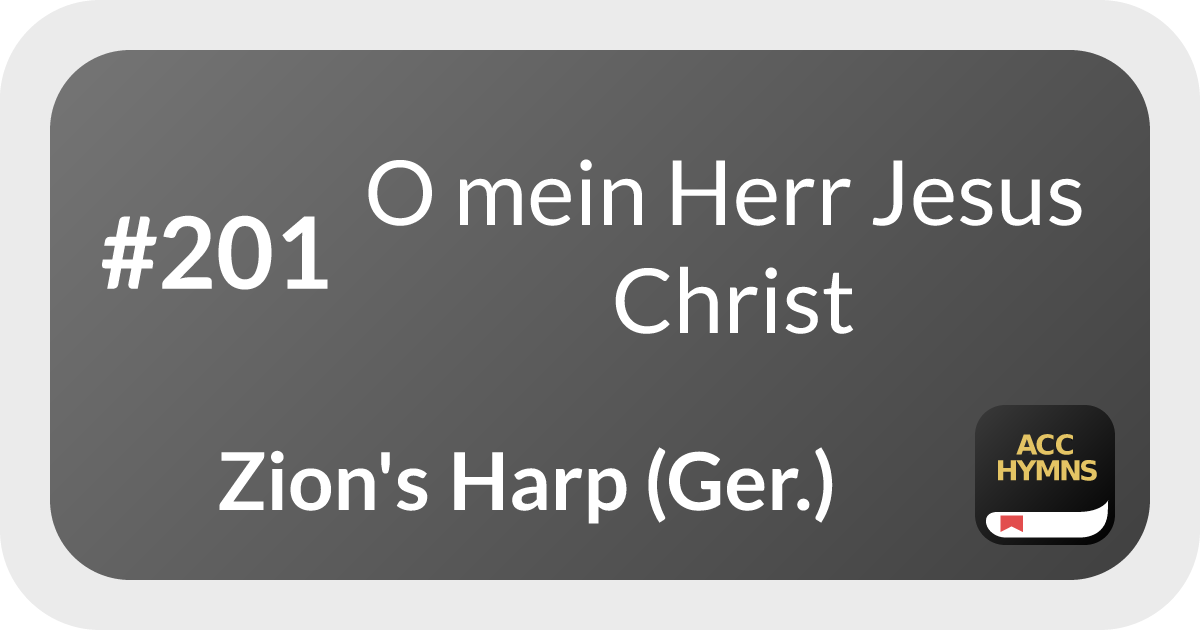 #201
O mein Herr Jesus
Christ
Zion's Harp (Ger.)
ACC
HYMNS